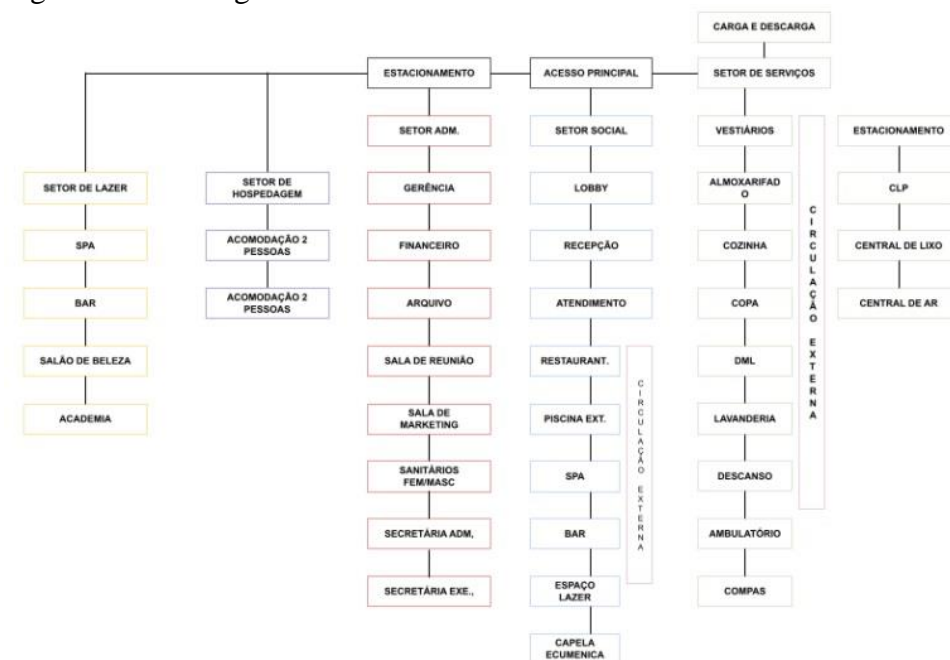 CARGA E DESCARGA
ESTACIONAMENTO
ACESSO PRINCIPAL
SETOR DE SERVIÇOS
SETOR DE LAZER
SPA
BAR
SALÃO DE BELEZA
ACADEMIA
SETOR DE
HOSPEDAGEM
ACOMODAÇÃO 2
PESSOAS
ACOMODAÇÃO 2
PESSOAS
SETOR ADM.
GERÊNCIA
FINANCEIRO
ARQUIVO
SALA DE REUNIÃO
SALA DE
MARKETING
SANITÁRIOS
FEM/MASC
SECRETÁRIA ADM,
SECRETÁRIA EXE.,
SETOR SOCIAL
LOBBY
RECEPÇÃO
ATENDIMENTO
RESTAURANT.
PISCINA EXT.
SPA
BAR
ESPAÇO
LAZER
CAPELA
ECUMENICA
CIRCULAÇÃO EXTERNA
VESTIÁRIOS
ALMOXARIFAD
O
COZINHA
COPA
DML
LAVANDERIA
DESCANSO
AMBULATÓRIO
COMPAS
CIRCULAÇÃO EXTERNA
ESTACIONAMENTO
CLP
CENTRAL DE LIXO
CENTRAL DE AR